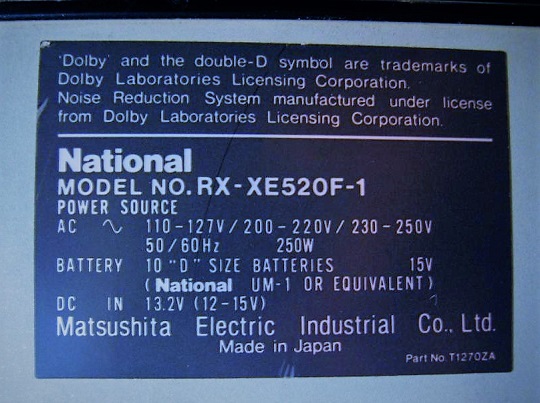 'Dolby' and the double-D symbol are trademarks of
Dolby Laboratories Licensing Corporation.
Noise Reduction System manufactured under license
from Dolby Laboratories Licensing Corporation.
National
MODEL NO. RX-XE520F-1
POWER SOURCE
AC ∿ 110-127V/200-220V/230-250V
50/60Hz 250W
BATTERY 10 "D" SIZE BATTERIES 15V
(National UM-1 OR EQUIVALENT)
DC IN 13.2V (12-15V)
Matsushita Electric Industrial Co., Ltd.
Made in Japan
Part No. T1270ZA